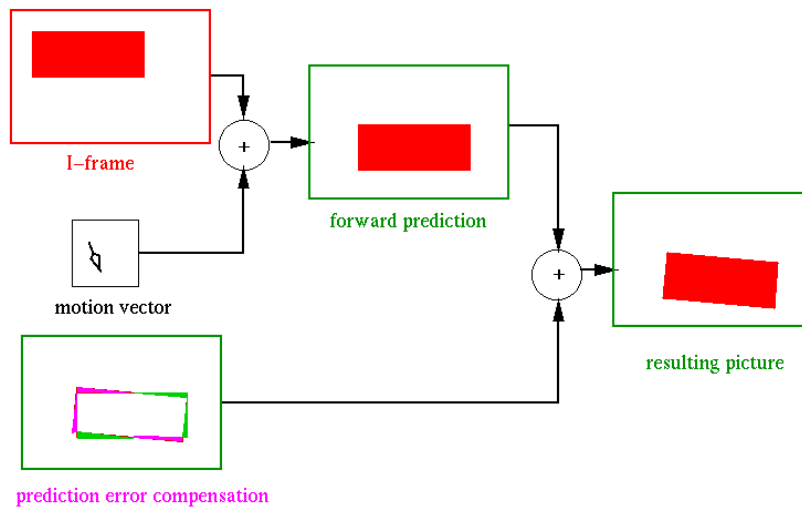 I-frame
+
forward prediction
motion vector
+
resulting picture
prediction error compensation